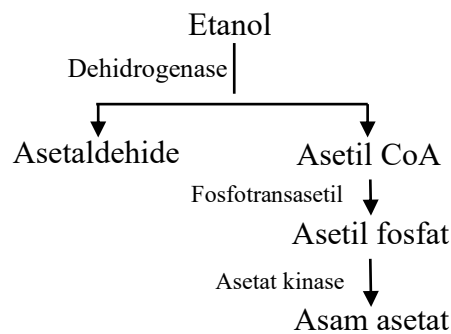 Etanol
Dehidrogenase
Asetaldehide
Asetil CoA
Fosfotransasetil
Asetil fosfat
Asetat kinase
Asam asetat